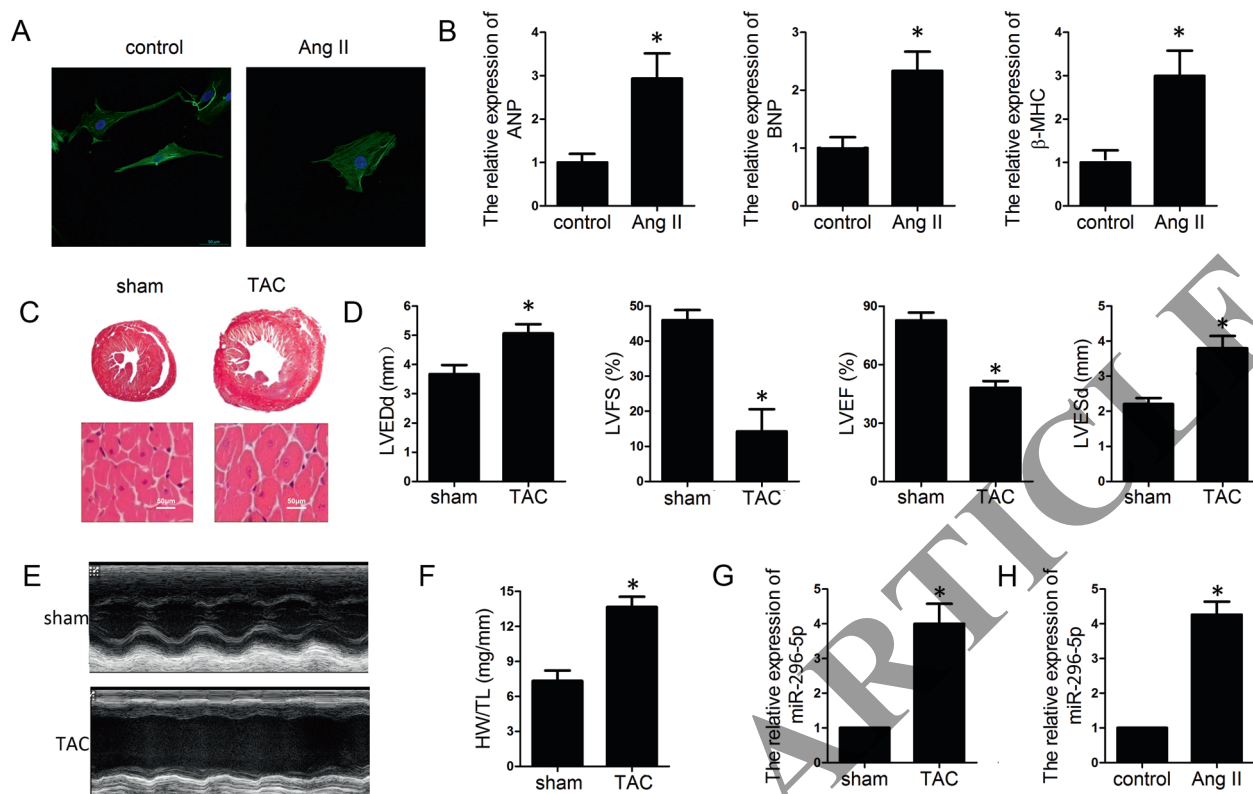 A
control
Ang II
50 μm
B
The relative expression of
ANP
4
3
2
1
0
*
control
Ang II
The relative expression of
BNP
3
2
1
0
*
control
Ang II
The relative expression of
β-MHC
4
3
2
1
0
*
control
Ang II
C
sham
TAC
50μm
50μm
D
LVEDd (mm)
6
5
4
3
2
1
0
*
sham
TAC
LVFS (%)
50
40
30
20
10
0
*
sham
TAC
LVEF (%)
90
60
30
0
*
sham
TAC
LVESd (mm)
5
4
3
2
1
0
*
sham
TAC
E
sham
TAC
F
HW/TL (mg/mm)
15
12
9
6
3
0
*
sham
TAC
G
The relative expression of
miR-296-5p
5
4
3
2
1
0
*
sham
TAC
H
The relative expression of
miR-296-5p
5
4
3
2
1
0
*
control
Ang II
ARTICLE